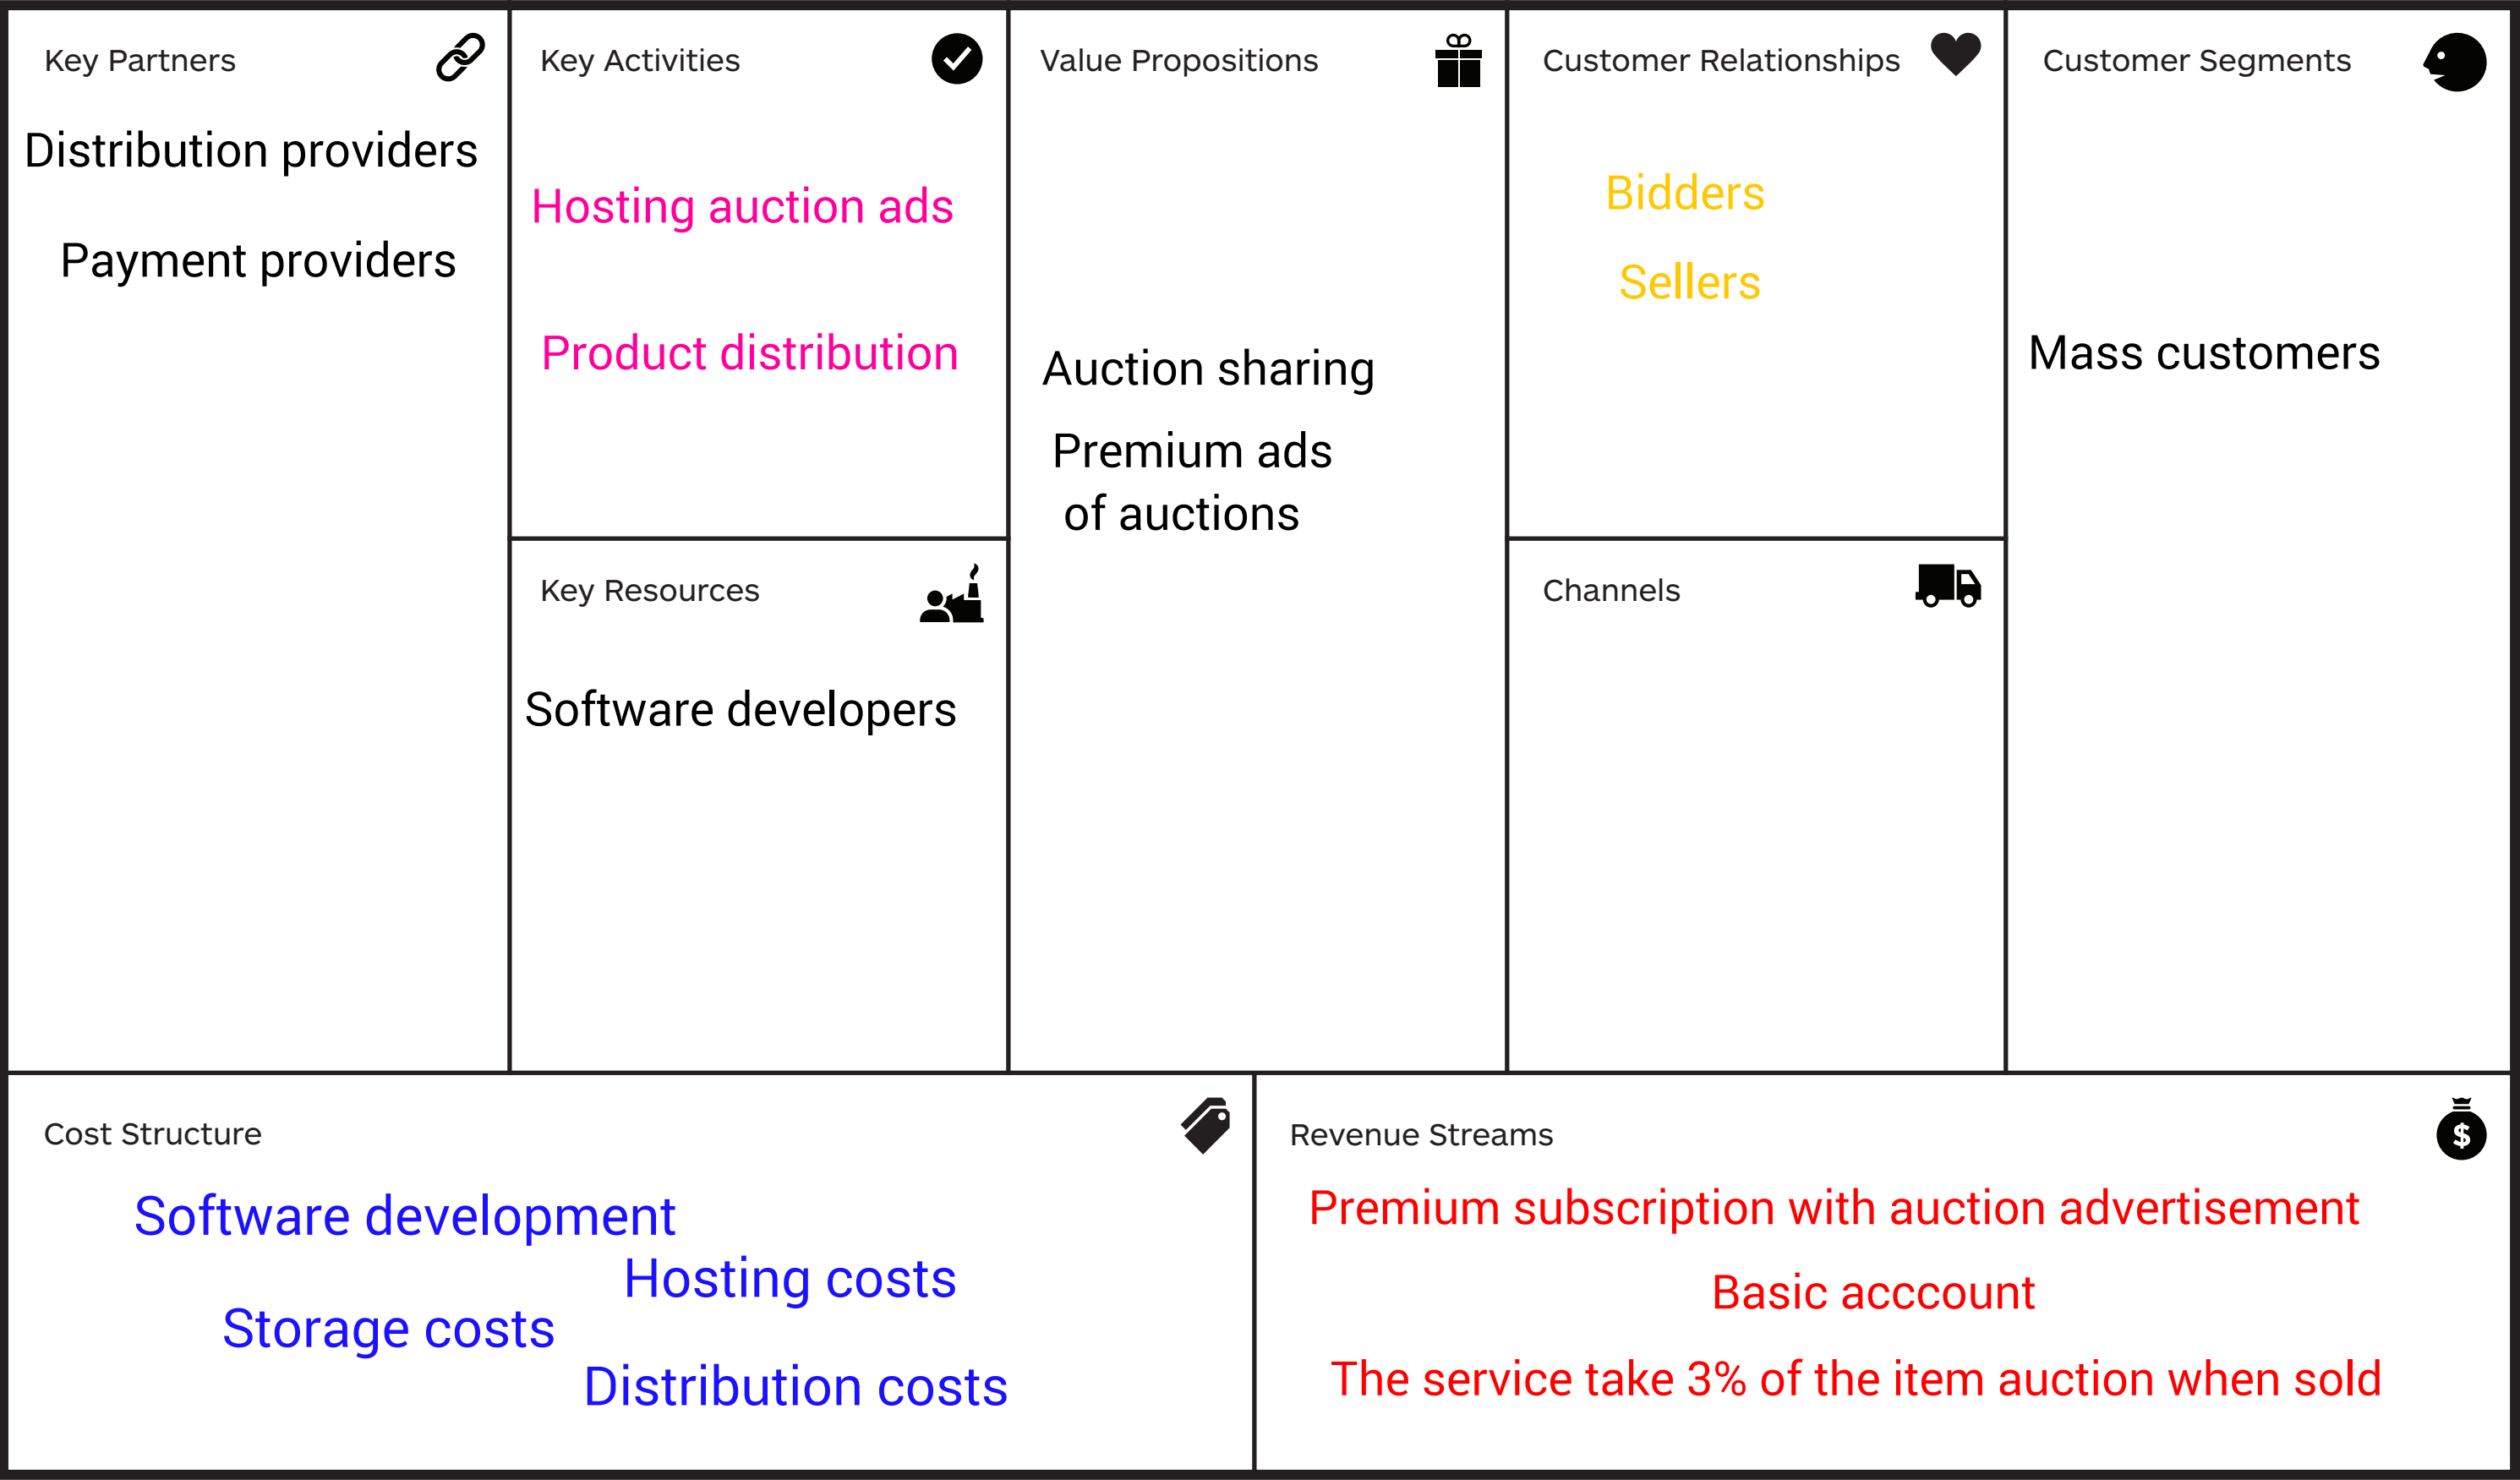 Key Partners
Distribution providers
Payment providers
Key Activities
Hosting auction ads
Product distribution
Key Resources
Software developers
Value Propositions
Auction sharing
Premium ads
of auctions
Customer Relationships
Bidders
Sellers
Channels
Customer Segments
Mass customers
Cost Structure
Software development
Hosting costs
Storage costs
Distribution costs
Revenue Streams
$
Premium subscription with auction advertisement
Basic acccount
The service take 3% of the item auction when sold